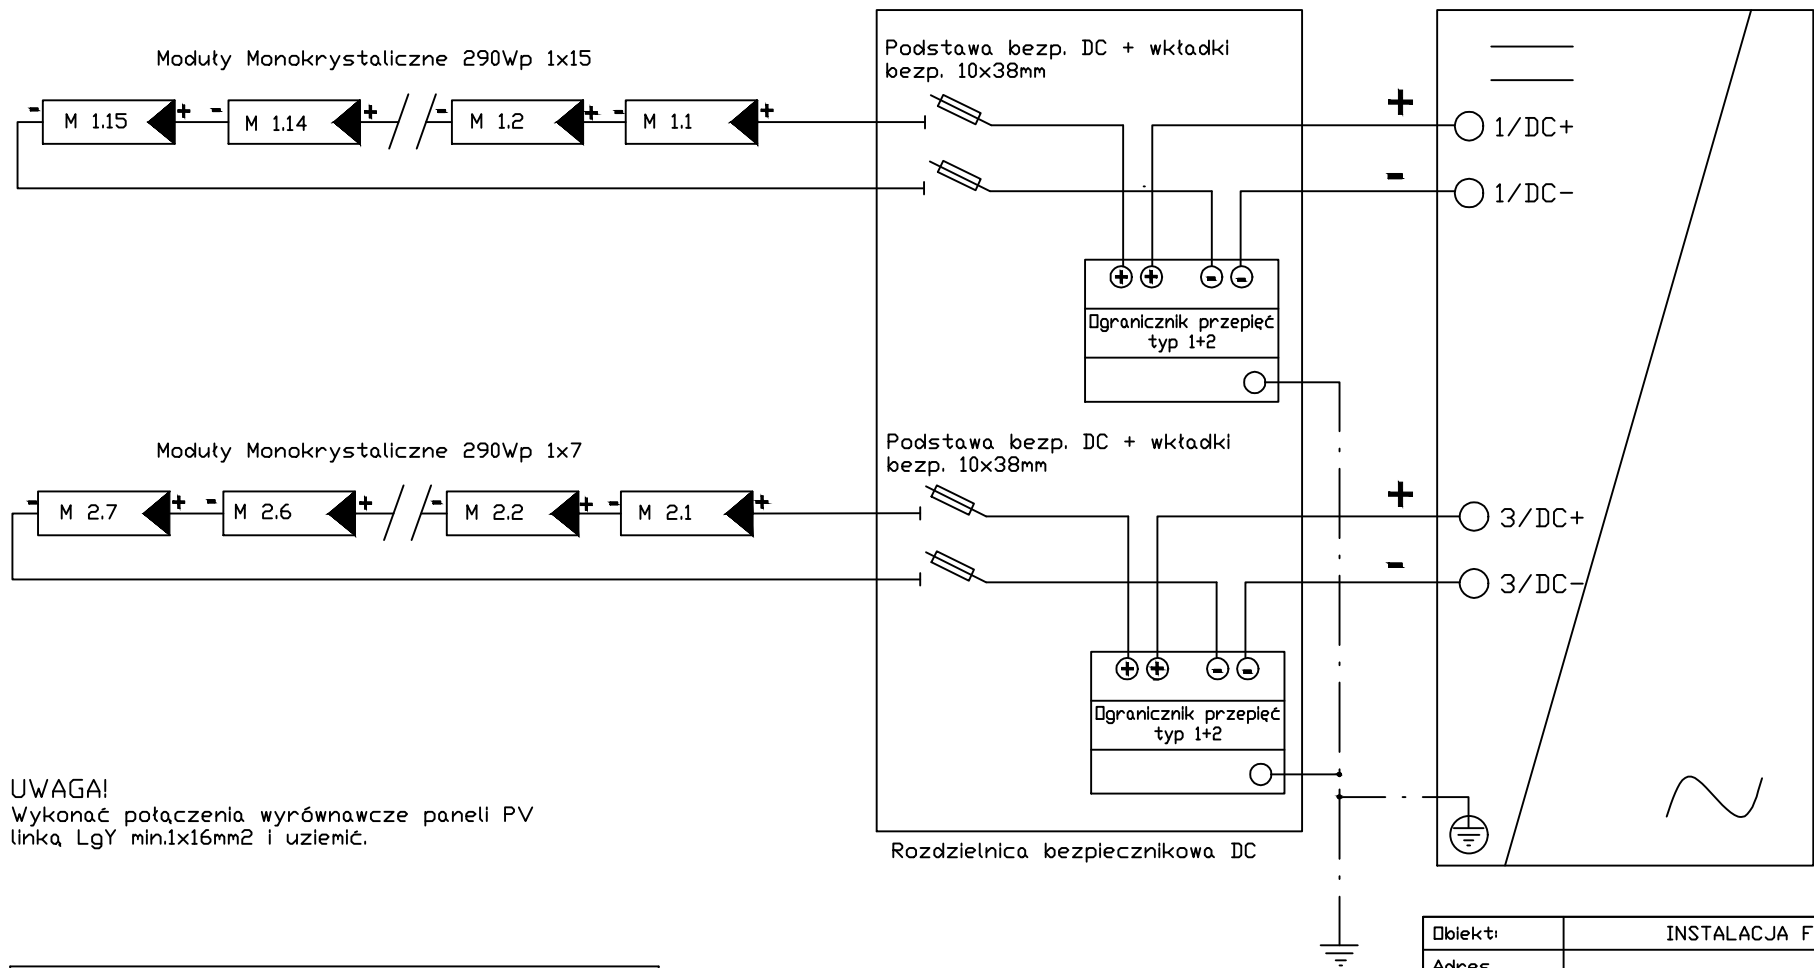 Moduły Monokrystaliczne 290Wp 1x15
- M 1.15 + - M 1.14 + - M 1.2 + - M 1.1 +
Podstawa bezp. DC + wkładki
bezp. 10x38mm
+
1/DC+
-
1/DC-
+ + - -
Ogranicznik przepięć
typ 1+2
Moduły Monokrystaliczne 290Wp 1x7
- M 2.7 + - M 2.6 + - M 2.2 + - M 2.1 +
Podstawa bezp. DC + wkładki
bezp. 10x38mm
+
3/DC+
-
3/DC-
+ + - -
Ogranicznik przepięć
typ 1+2
UWAGA!
Wykonać połączenia wyrównawcze paneli PV
linką LgY min.1x16mm2 i uziemić.
Rozdzielnica bezpiecznikowa DC
Obiekt: INSTALACJA F
Adres